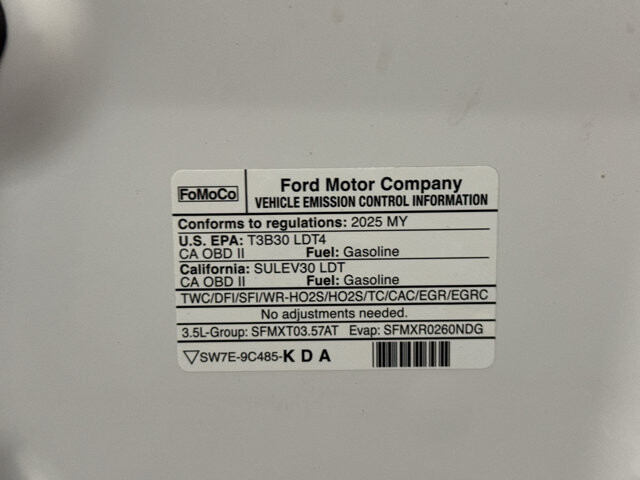 FoMoCo
Ford Motor Company
VEHICLE EMISSION CONTROL INFORMATION
Conforms to regulations: 2025 MY
U.S. EPA: T3B30 LDT4
CA OBD II Fuel: Gasoline
California: SULEV30 LDT
CA OBD II Fuel: Gasoline
TWC/DFI/SFI/WR-HO2S/HO2S/TC/CAC/EGR/EGRC
No adjustments needed.
3.5L-Group: SFMXT03.57AT Evap: SFMXR0260NDG
▽SW7E-9C485-K D A